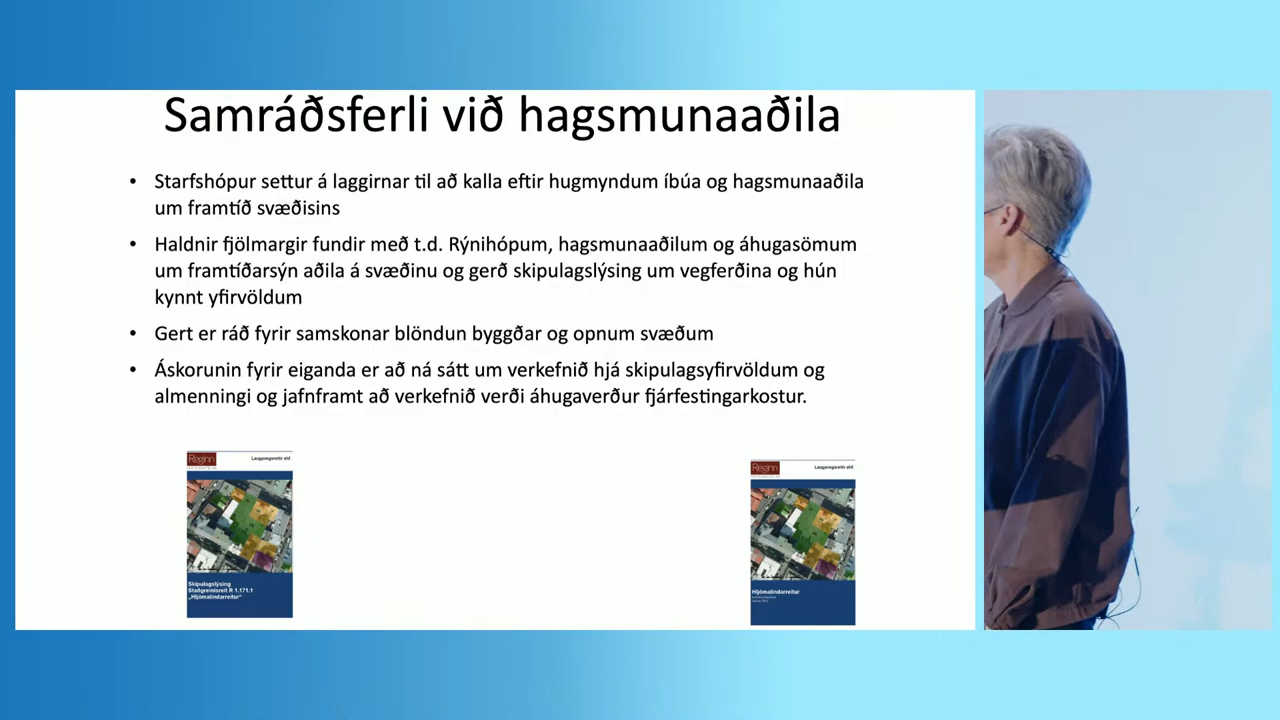 Samráðsferli við hagsmunaaðila
• Starfshópur settur á laggirnar til að kalla eftir hugmyndum íbúa og hagsmunaaðila
um framtíð svæðisins
• Haldnir fjölmargir fundir með t.d. Rýnihópum, hagsmunaaðilum og áhugasömum
um framtíðarsýn aðila á svæðinu og gerð skipulagslýsing um vegferðina og hún
kynnt yfirvöldum
• Gert er ráð fyrir samskonar blöndun byggðar og opnum svæðum
• Áskorunin fyrir eiganda er að ná sátt um verkefnið hjá skipulagsyfirvöldum og
almenningi og jafnframt að verkefnið verði áhugaverður fjárfestingarkostur.
Reginn
Laugavegsreitir ehf.
Skipulagslýsing
Staðgreinisreit R 1.171.1
„Hljómalindarreitur"
Reginn
Laugavegsreitir ehf.
Hljómalindarreitur